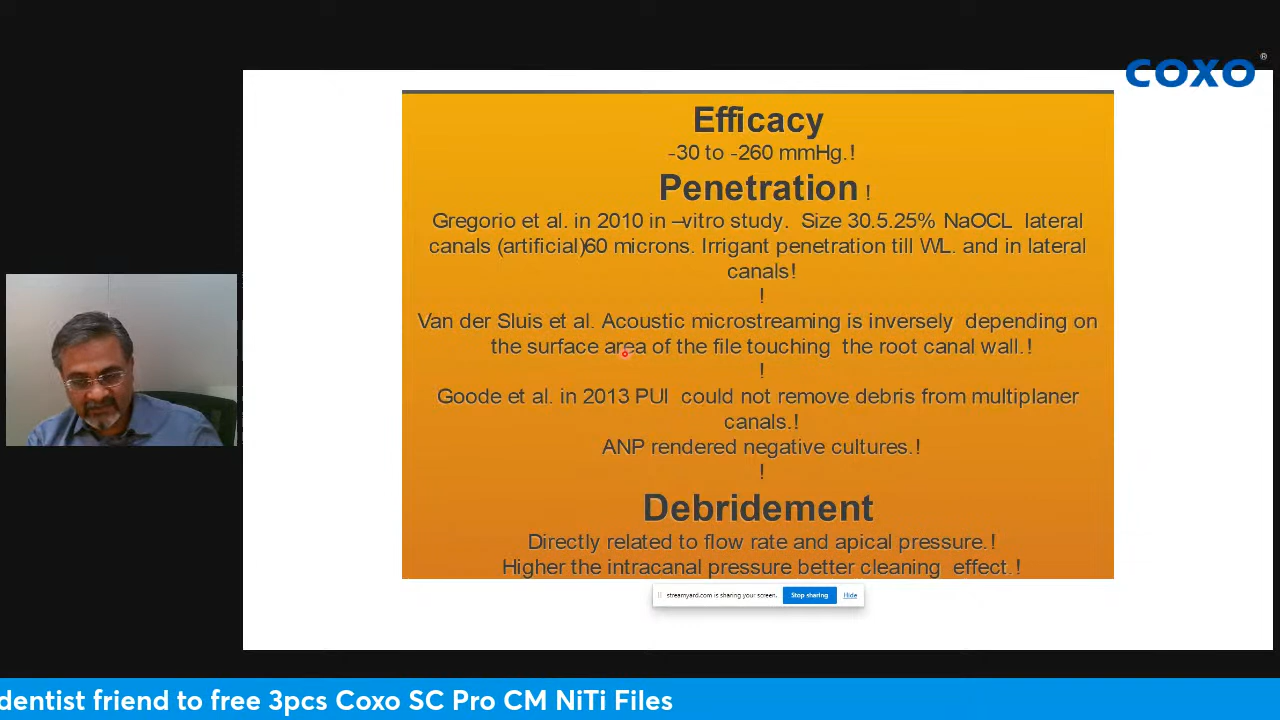 COXO ®
Efficacy
-30 to -260 mmHg.!
Penetration !
Gregorio et al. in 2010 in –vitro study. Size 30.5.25% NaOCL lateral
canals (artificial)60 microns. Irrigant penetration till WL. and in lateral
canals!
!
Van der Sluis et al. Acoustic microstreaming is inversely depending on
the surface area of the file touching the root canal wall.!
!
Goode et al. in 2013 PUI could not remove debris from multiplaner
canals.!
ANP rendered negative cultures.!
!
Debridement
Directly related to flow rate and apical pressure.!
Higher the intracanal pressure better cleaning effect.!
streamyard.com is sharing your screen. Stop sharing Hide
dentist friend to free 3pcs Coxo SC Pro CM NiTi Files